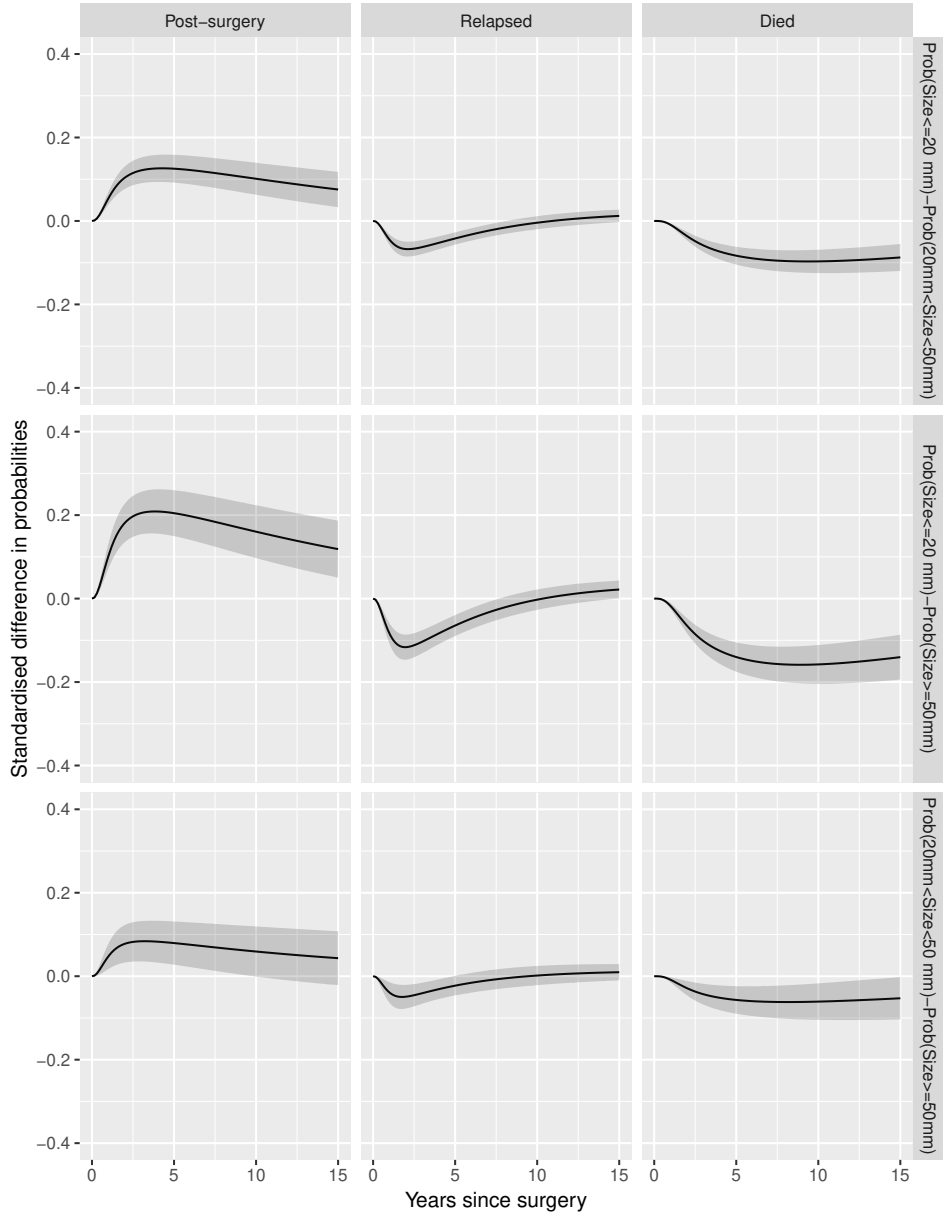 Post−surgery
Relapsed
Died
0.4
0.2
0.0
−0.2
−0.4
Prob(Size<=20 mm)−Prob(20mm<Size<50mm)
0.4
0.2
0.0
−0.2
−0.4
Prob(Size<=20 mm)−Prob(Size>=50mm)
0.4
0.2
0.0
−0.2
−0.4
Prob(20mm<Size<50 mm)−Prob(Size>=50mm)
Standardised difference in probabilities
0 5 10 15
0 5 10 15
0 5 10 15
Years since surgery